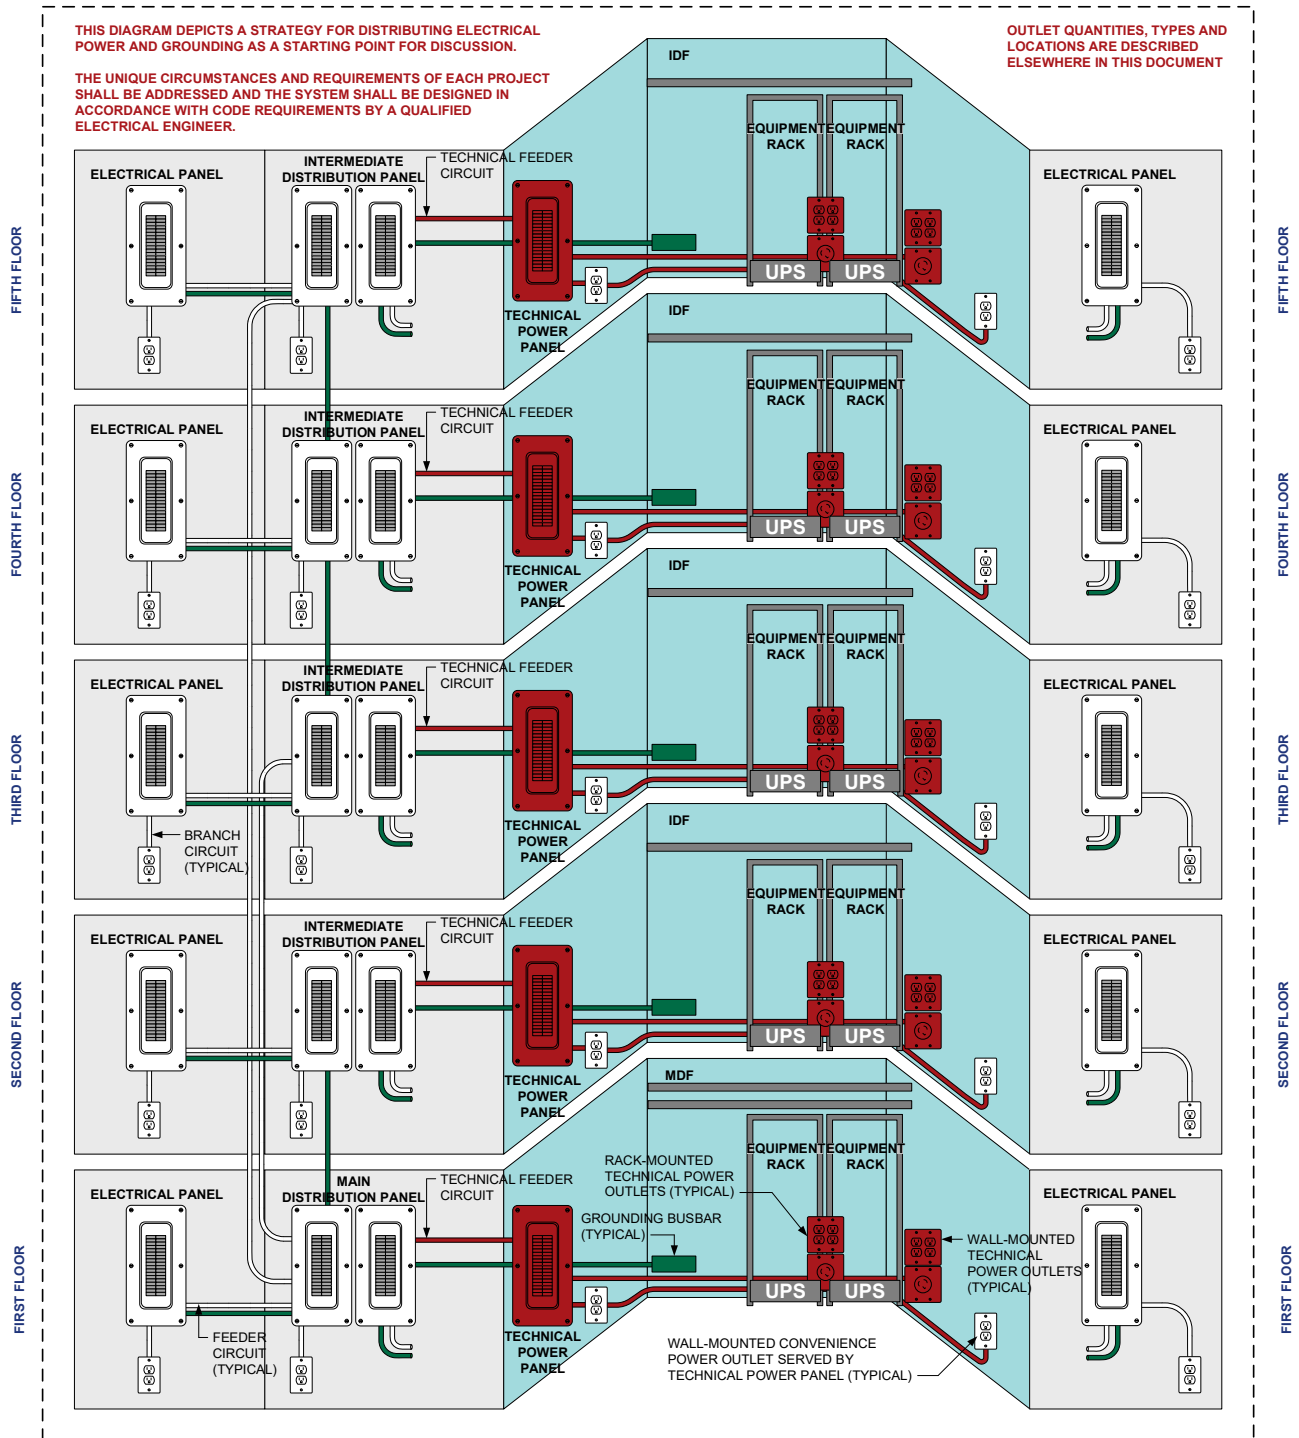 THIS DIAGRAM DEPICTS A STRATEGY FOR DISTRIBUTING ELECTRICAL
POWER AND GROUNDING AS A STARTING POINT FOR DISCUSSION.
THE UNIQUE CIRCUMSTANCES AND REQUIREMENTS OF EACH PROJECT
SHALL BE ADDRESSED AND THE SYSTEM SHALL BE DESIGNED IN
ACCORDANCE WITH CODE REQUIREMENTS BY A QUALIFIED
ELECTRICAL ENGINEER.
OUTLET QUANTITIES, TYPES AND
LOCATIONS ARE DESCRIBED
ELSEWHERE IN THIS DOCUMENT
FIFTH FLOOR
ELECTRICAL PANEL
INTERMEDIATE
DISTRIBUTION PANEL
TECHNICAL FEEDER
CIRCUIT
TECHNICAL
POWER
PANEL
IDF
EQUIPMENT
RACK
EQUIPMENT
RACK
UPS
UPS
ELECTRICAL PANEL
FIFTH FLOOR
FOURTH FLOOR
ELECTRICAL PANEL
INTERMEDIATE
DISTRIBUTION PANEL
TECHNICAL FEEDER
CIRCUIT
TECHNICAL
POWER
PANEL
IDF
EQUIPMENT
RACK
EQUIPMENT
RACK
UPS
UPS
ELECTRICAL PANEL
FOURTH FLOOR
THIRD FLOOR
ELECTRICAL PANEL
BRANCH
CIRCUIT
(TYPICAL)
INTERMEDIATE
DISTRIBUTION PANEL
TECHNICAL FEEDER
CIRCUIT
TECHNICAL
POWER
PANEL
IDF
EQUIPMENT
RACK
EQUIPMENT
RACK
UPS
UPS
ELECTRICAL PANEL
THIRD FLOOR
SECOND FLOOR
ELECTRICAL PANEL
INTERMEDIATE
DISTRIBUTION PANEL
TECHNICAL FEEDER
CIRCUIT
TECHNICAL
POWER
PANEL
IDF
EQUIPMENT
RACK
EQUIPMENT
RACK
UPS
UPS
ELECTRICAL PANEL
SECOND FLOOR
FIRST FLOOR
ELECTRICAL PANEL
FEEDER
CIRCUIT
(TYPICAL)
MAIN
DISTRIBUTION PANEL
TECHNICAL FEEDER
CIRCUIT
TECHNICAL
POWER
PANEL
MDF
EQUIPMENT
RACK
EQUIPMENT
RACK
RACK-MOUNTED
TECHNICAL POWER
OUTLETS (TYPICAL)
GROUNDING BUSBAR
(TYPICAL)
UPS
UPS
WALL-MOUNTED
TECHNICAL
POWER OUTLETS
(TYPICAL)
WALL-MOUNTED CONVENIENCE
POWER OUTLET SERVED BY
TECHNICAL POWER PANEL (TYPICAL)
ELECTRICAL PANEL
FIRST FLOOR